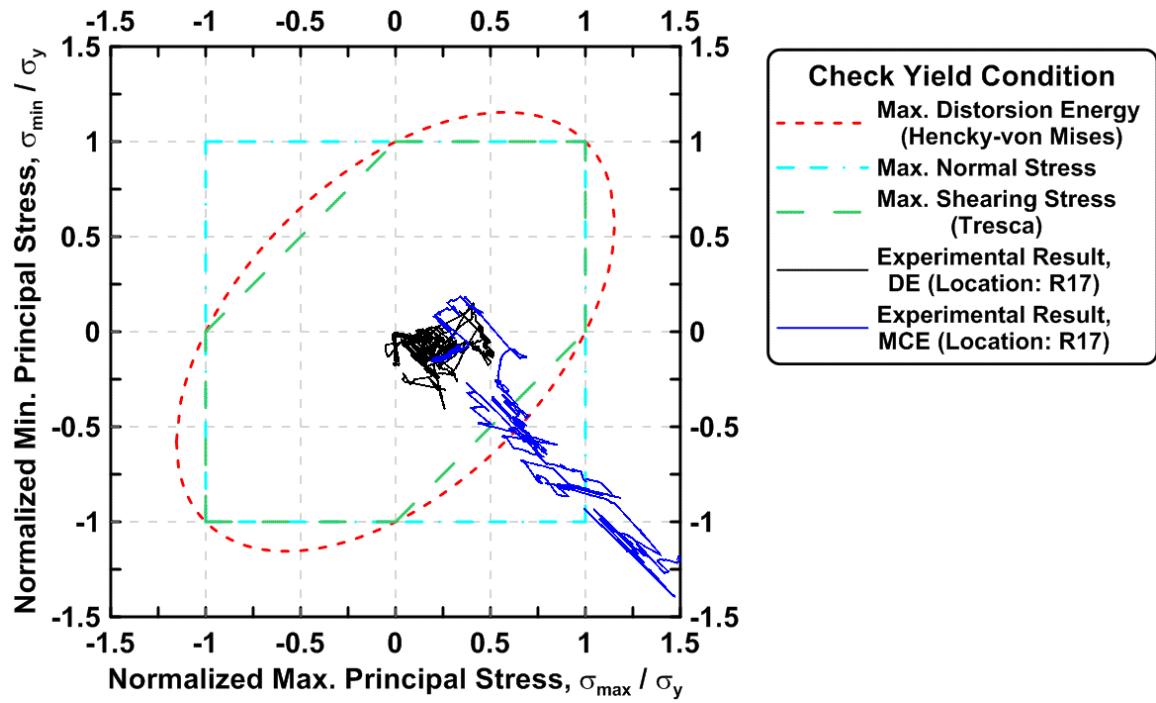 -1.5 -1 -0.5 0 0.5 1 1.5
1.5 1.5
1 1
0.5 0.5
0 0
-0.5 -0.5
-1 -1
-1.5 -1.5
-1.5 -1 -0.5 0 0.5 1 1.5
Normalized Max. Principal Stress, σmax / σy
Normalized Min. Principal Stress, σmin / σy
Check Yield Condition
Max. Distorsion Energy
(Hencky-von Mises)
Max. Normal Stress
Max. Shearing Stress
(Tresca)
Experimental Result,
DE (Location: R17)
Experimental Result,
MCE (Location: R17)